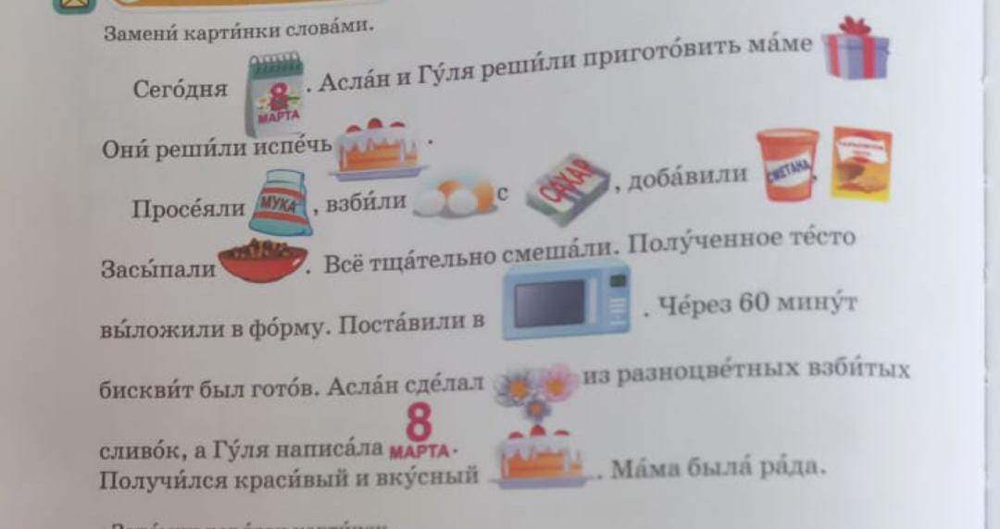 Замени́ карти́нки слова́ми.
Сего́дня 8 МАРТА . Асла́н и Гу́ля реши́ли пригото́вить ма́ме
Они́ реши́ли испе́чь .
Просе́яли МУКА , взби́ли с САХАР , доба́вили СМЕТАНА ,
Засы́пали . Всё тща́тельно смеша́ли. Полу́ченное те́сто
вы́ложили в фо́рму. Поста́вили в . Че́рез 60 мину́т
бискви́т был гото́в. Асла́н сде́лал из разноцве́тных взби́тых
сливо́к, а Гу́ля написа́ла 8 МАРТА.
Получи́лся краси́вый и вку́сный . Ма́ма была́ ра́да.